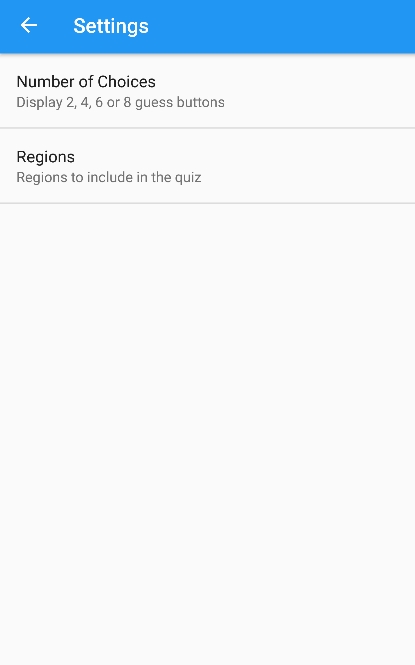 Settings
Number of Choices
Display 2, 4, 6 or 8 guess buttons
Regions
Regions to include in the quiz